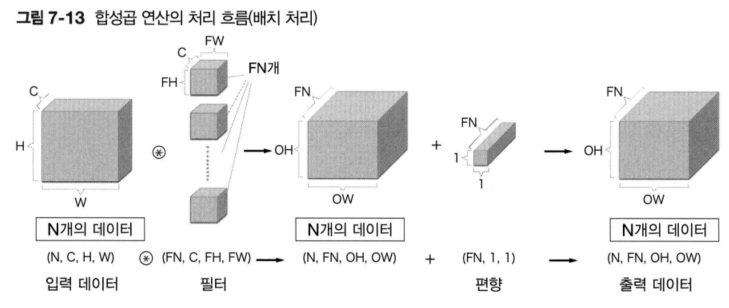 그림 7-13 합성곱 연산의 처리 흐름(배치 처리)
C
H
W
C
FW
FH
FN개
⊛
FN
OH
OW
+
FN
1
1
FN
OH
OW
N개의 데이터
N개의 데이터
N개의 데이터
(N, C, H, W) ⊛ (FN, C, FH, FW) → (N, FN, OH, OW) + (FN, 1, 1) → (N, FN, OH, OW)
입력 데이터 필터 편향 출력 데이터